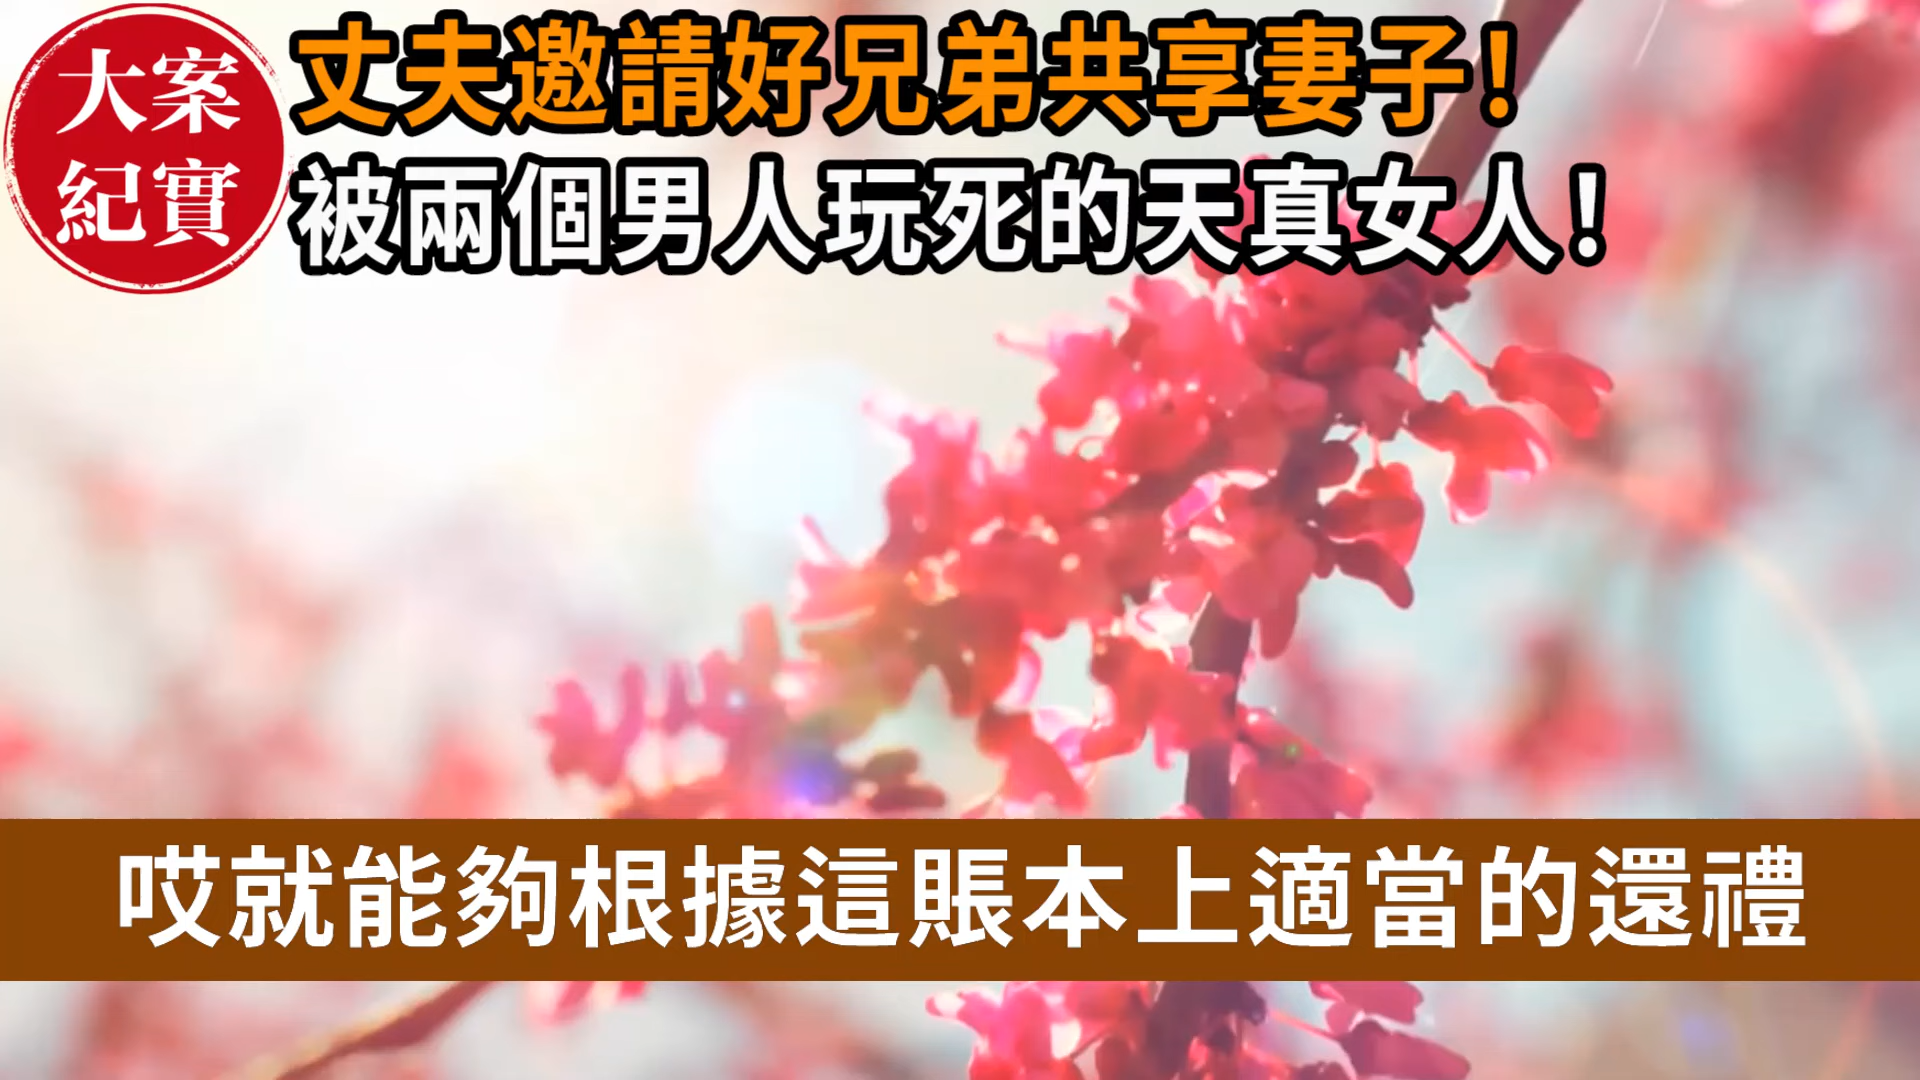 大案
紀實
丈夫邀請好兄弟共享妻子！
被兩個男人玩死的天真女人！
哎就能夠根據這賬本上適當的還禮